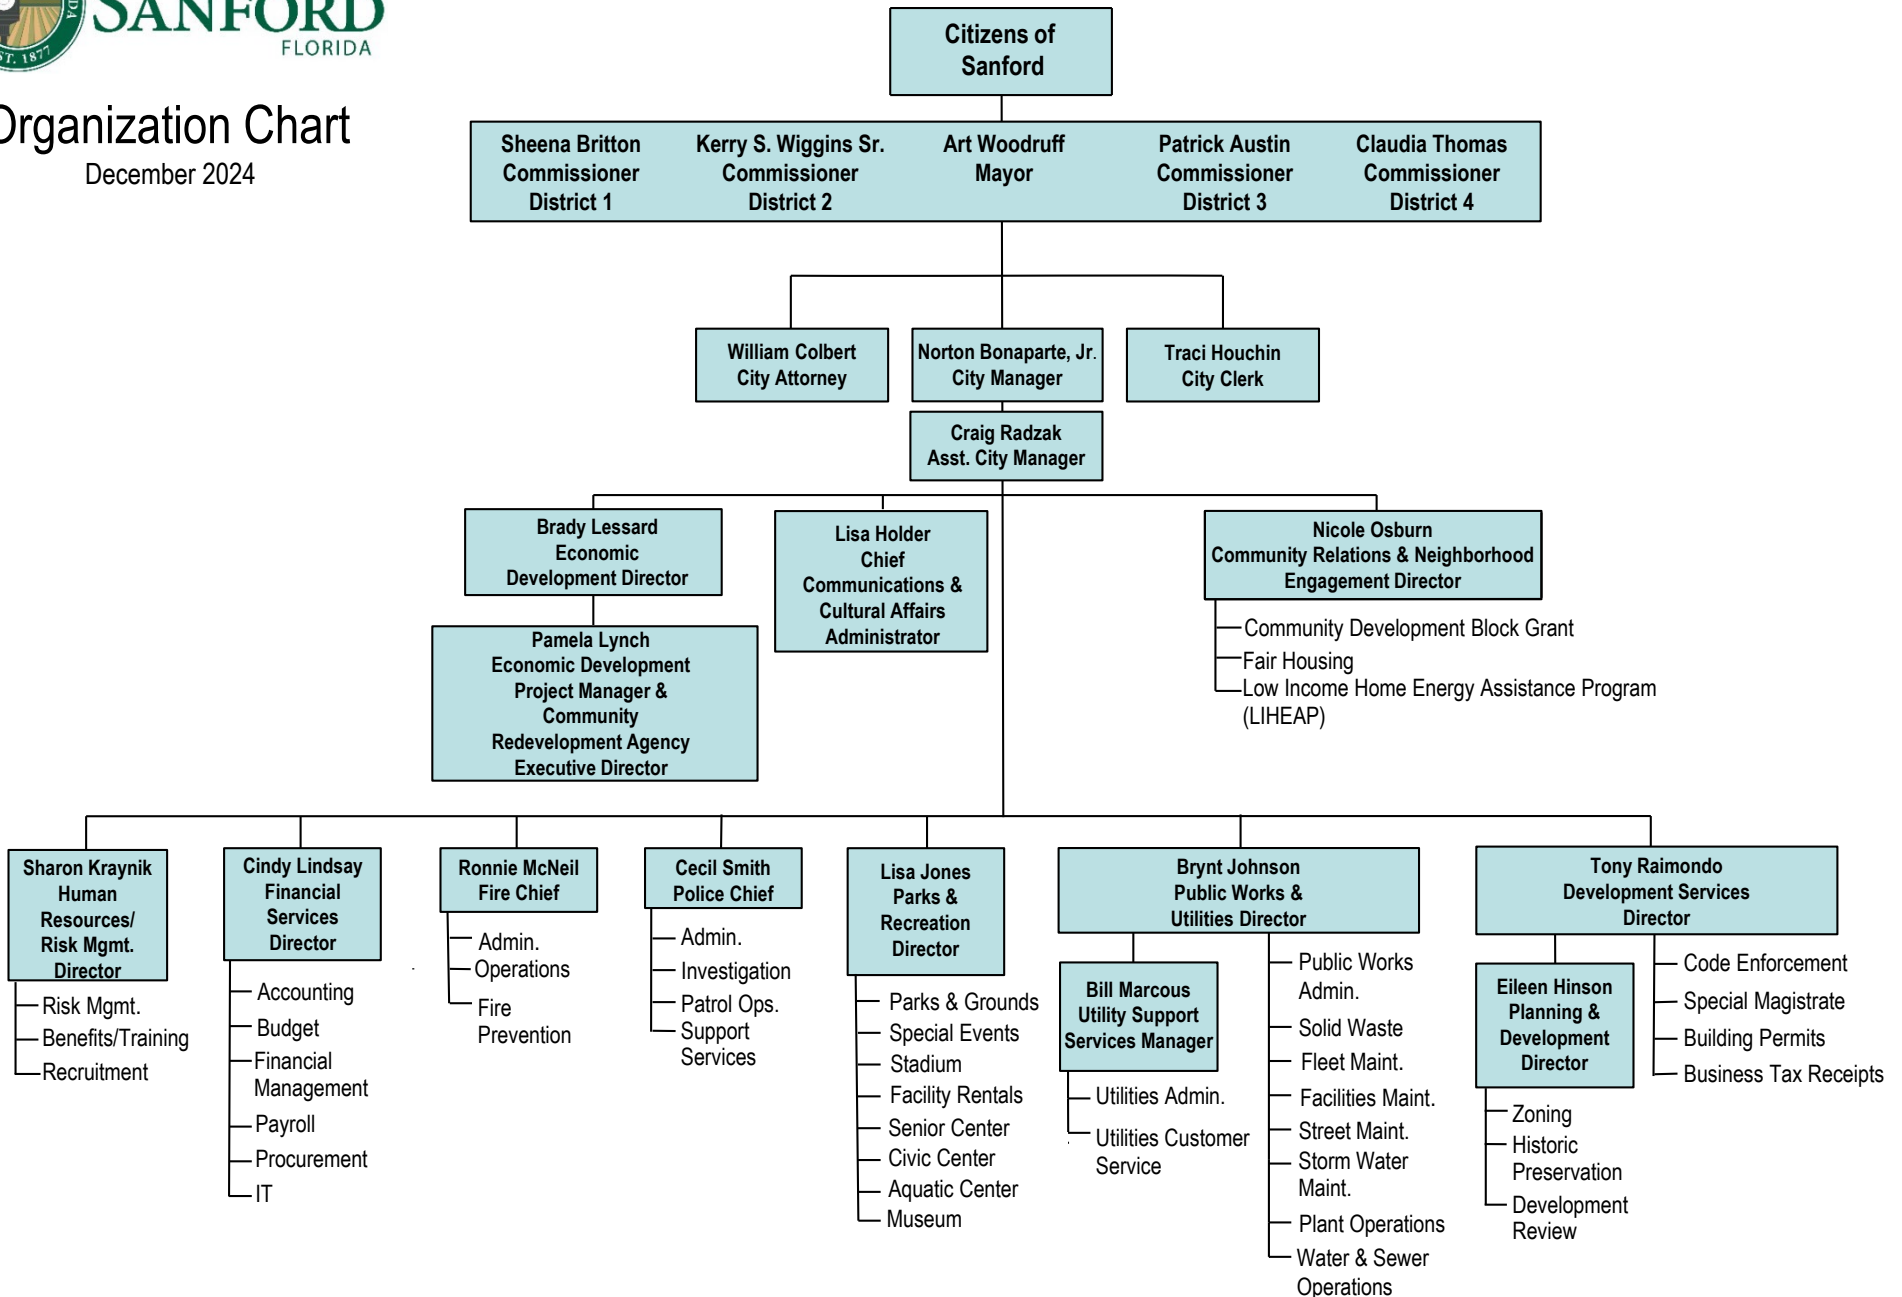 SANFORD
FLORIDA
EST. 1877
Organization Chart
December 2024
Citizens of
Sanford
Sheena Britton
Commissioner
District 1
Kerry S. Wiggins Sr.
Commissioner
District 2
Art Woodruff
Mayor
Patrick Austin
Commissioner
District 3
Claudia Thomas
Commissioner
District 4
William Colbert
City Attorney
Norton Bonaparte, Jr.
City Manager
Traci Houchin
City Clerk
Craig Radzak
Asst. City Manager
Brady Lessard
Economic
Development Director
Lisa Holder
Chief
Communications &
Cultural Affairs
Administrator
Nicole Osburn
Community Relations & Neighborhood
Engagement Director
Community Development Block Grant
Fair Housing
Low Income Home Energy Assistance Program
(LIHEAP)
Pamela Lynch
Economic Development
Project Manager &
Community
Redevelopment Agency
Executive Director
Sharon Kraynik
Human
Resources/
Risk Mgmt.
Director
Risk Mgmt.
Benefits/Training
Recruitment
Cindy Lindsay
Financial
Services
Director
Accounting
Budget
Financial
Management
Payroll
Procurement
IT
Ronnie McNeil
Fire Chief
Admin.
Operations
Fire
Prevention
Cecil Smith
Police Chief
Admin.
Investigation
Patrol Ops.
Support
Services
Lisa Jones
Parks &
Recreation
Director
Parks & Grounds
Special Events
Stadium
Facility Rentals
Senior Center
Civic Center
Aquatic Center
Museum
Brynt Johnson
Public Works &
Utilities Director
Bill Marcous
Utility Support
Services Manager
Utilities Admin.
Utilities Customer
Service
Public Works
Admin.
Solid Waste
Fleet Maint.
Facilities Maint.
Street Maint.
Storm Water
Maint.
Plant Operations
Water & Sewer
Operations
Tony Raimondo
Development Services
Director
Eileen Hinson
Planning &
Development
Director
Zoning
Historic
Preservation
Development
Review
Code Enforcement
Special Magistrate
Building Permits
Business Tax Receipts